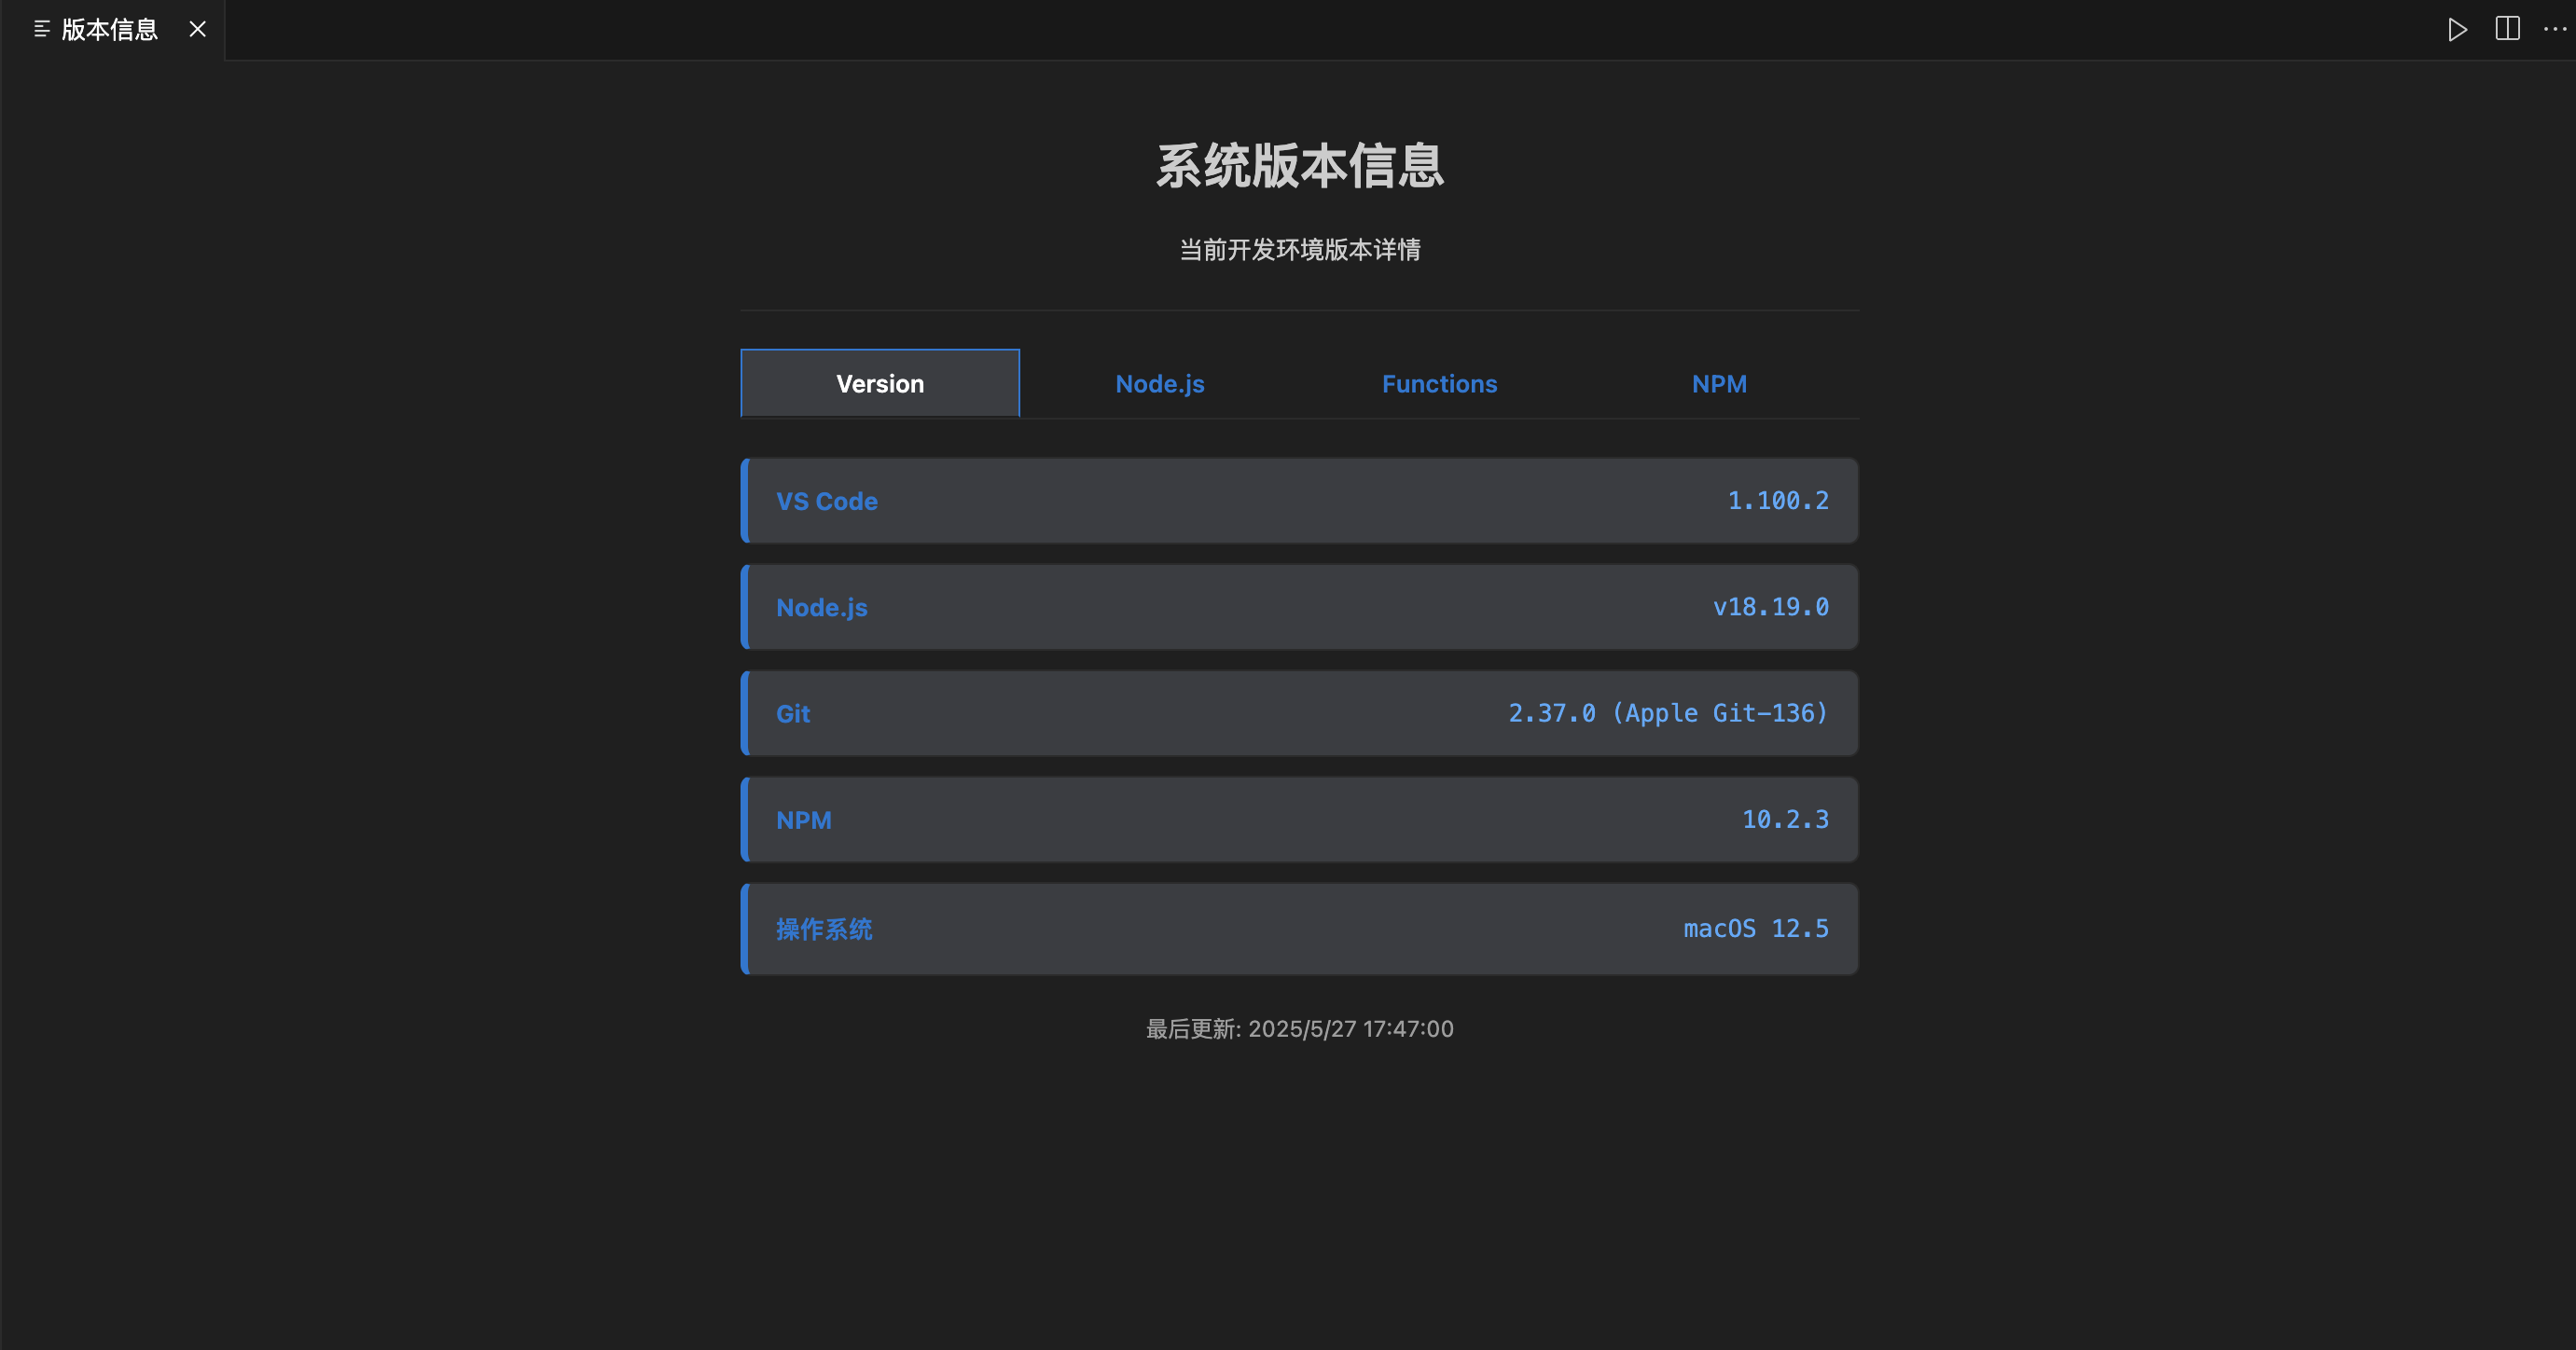 版本信息
系统版本信息
当前开发环境版本详情
Version Node.js Functions NPM
VS Code 1.100.2
Node.js v18.19.0
Git 2.37.0 (Apple Git-136)
NPM 10.2.3
操作系统 macOS 12.5
最后更新: 2025/5/27 17:47:00